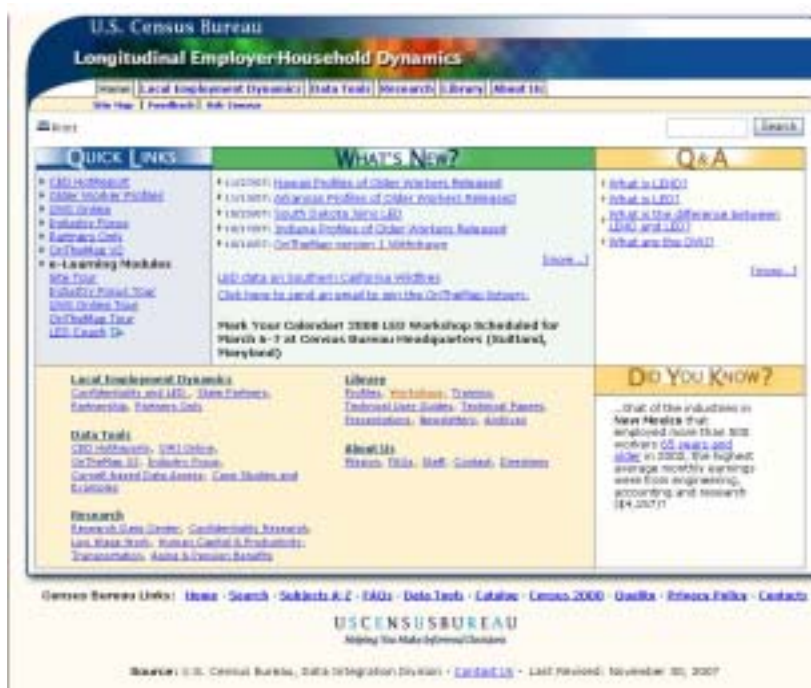 U.S. Census Bureau
Longitudinal Employer-Household Dynamics
Home Local Employment Dynamics Data Tools Research Library About Us
Site Map | Feedback | Ask Census
Print
Search
QUICK LINKS
CEO HotReport
Older Worker Profiles
QWI Online
Industry Focus
Partners Only
OnTheMap V2
e-Learning Modules
Site Tour
Industry Focus Tour
QWI Online Tour
OnTheMap Tour
LED Coach
WHAT'S NEW?
Hawaii Profiles of Older Workers Released
Arkansas Profiles of Older Workers Released
South Dakota Joins LED
Indiana Profiles of Older Workers Released
OnTheMap version 1 Withdrawn
[more...]
LED data on Southern California Wildfires
Click here to send an email to join the OnTheMap listserv.
Mark Your Calendar! 2008 LED Workshop Scheduled for
March 6-7 at Census Bureau Headquarters (Suitland,
Maryland)
Q&A
What is LEHD?
What is LED?
What is the difference between
LEHD and LED?
What are the QWI?
[more...]
Local Employment Dynamics
Confidentiality and LED, State Partners,
Partnership, Partners Only
Data Tools
CEO HotReports, QWI Online,
OnTheMap V2, Industry Focus,
Cornell-based Data Access, Case Studies and
Examples
Research
Research Data Center, Confidentiality Research,
Low Wage Work, Human Capital & Productivity,
Transportation, Aging & Pension Benefits
Library
Profiles, Workshops, Training,
Technical User Guides, Technical Papers,
Presentations, Newsletters, Archives
About Us
Mission, FAQs, Staff, Contact, Directions
DID YOU KNOW?
...that of the industries in
New Mexico that
employed more than 500
workers 65 years and
older in 2002, the highest
average monthly earnings
were from engineering,
accounting and research
Census Bureau Links: Home · Search · Subjects A-Z · FAQs · Data Tools · Catalog · Census 2000 · Quality · Privacy Policy · Contacts
USCENSUSBUREAU
Helping You Make Informed Decisions
Source: U.S. Census Bureau, Data Integration Division · Contact Us · Last Revised: November 30, 2007